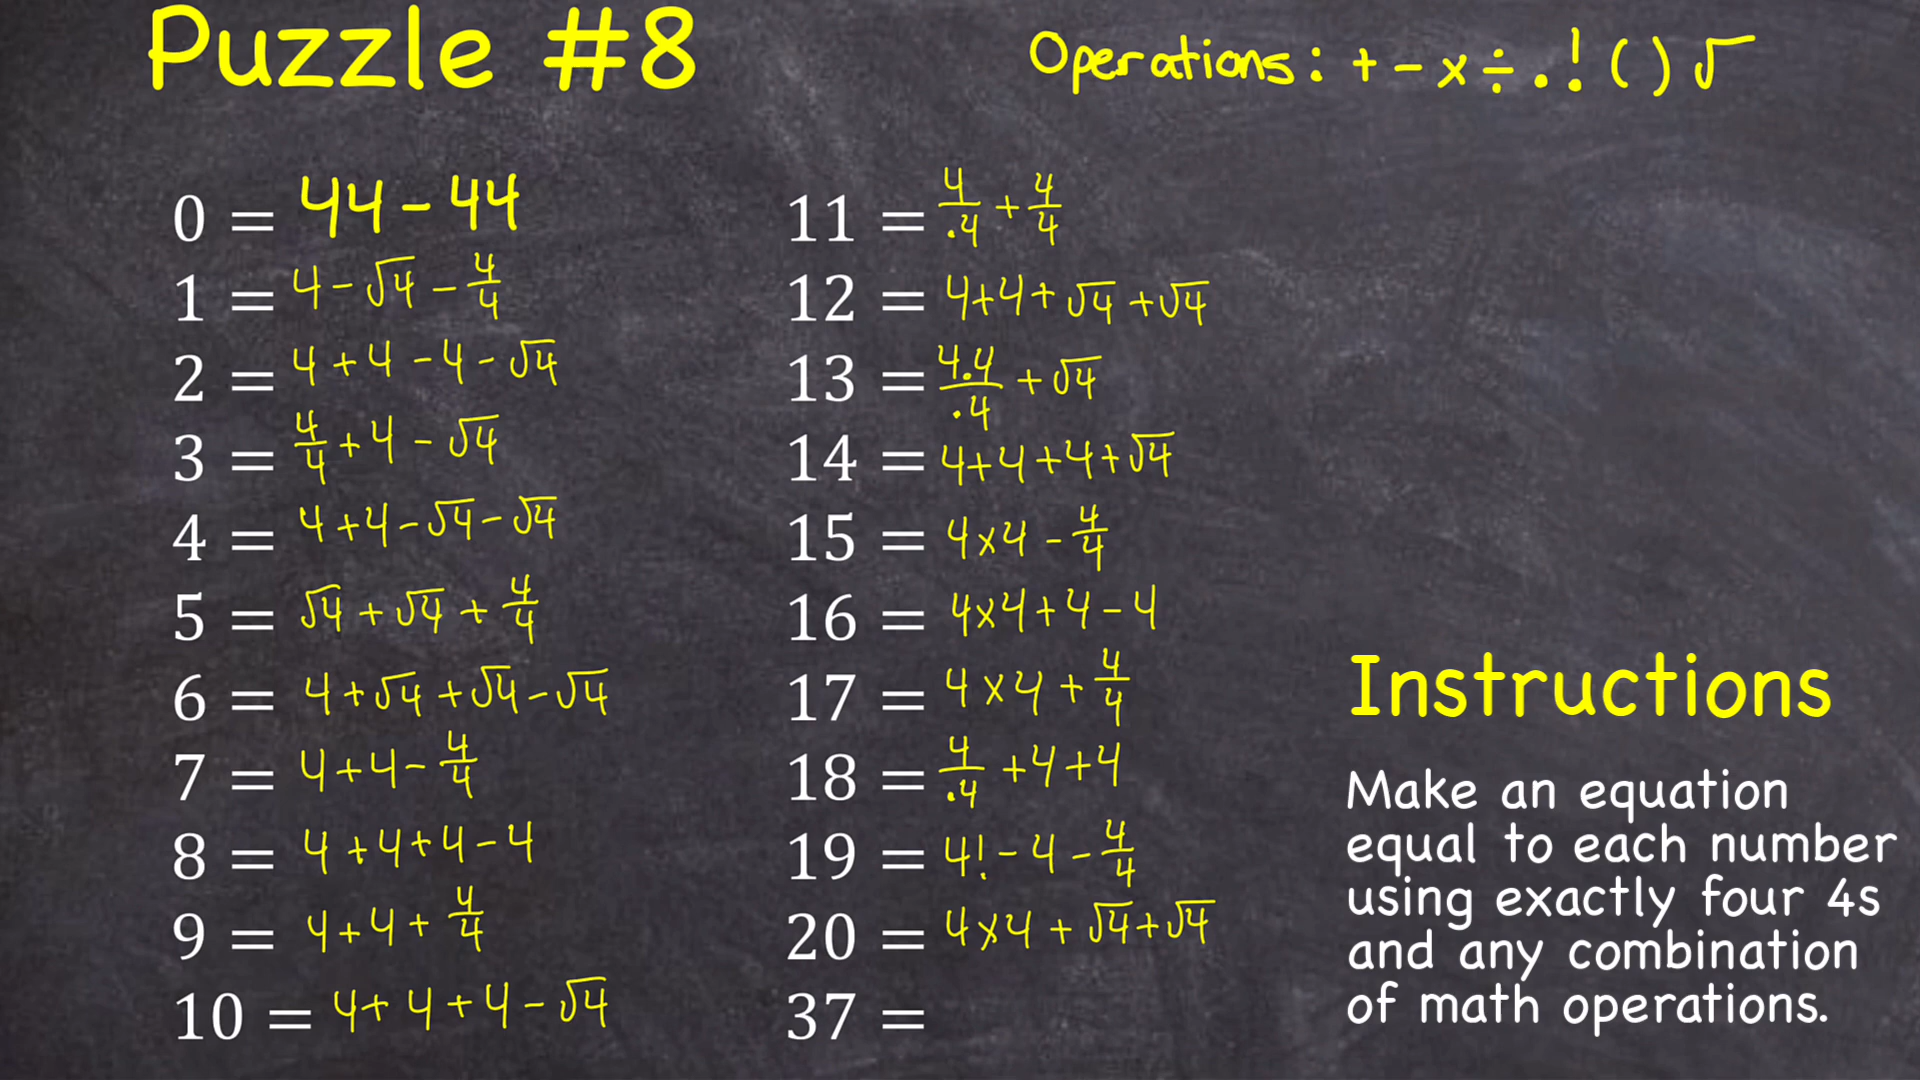 Puzzle #8
Operations: + - x ÷ . ! ( ) √
0 = 44 - 44
1 = 4 - √4 - 4/4
2 = 4 + 4 - 4 - √4
3 = 4/4 + 4 - √4
4 = 4 + 4 - √4 - √4
5 = √4 + √4 + 4/4
6 = 4 + √4 + √4 - √4
7 = 4 + 4 - 4/4
8 = 4 + 4 + 4 - 4
9 = 4 + 4 + 4/4
10 = 4 + 4 + 4 - √4
11 = 4/.4 + 4/4
12 = 4 + 4 + √4 + √4
13 = 4.4/.4 + √4
14 = 4 + 4 + 4 + √4
15 = 4 x 4 - 4/4
16 = 4 x 4 + 4 - 4
17 = 4 x 4 + 4/4
18 = 4/.4 + 4 + 4
19 = 4! - 4 - 4/4
20 = 4 x 4 + √4 + √4
37 =
Instructions
Make an equation
equal to each number
using exactly four 4s
and any combination
of math operations.